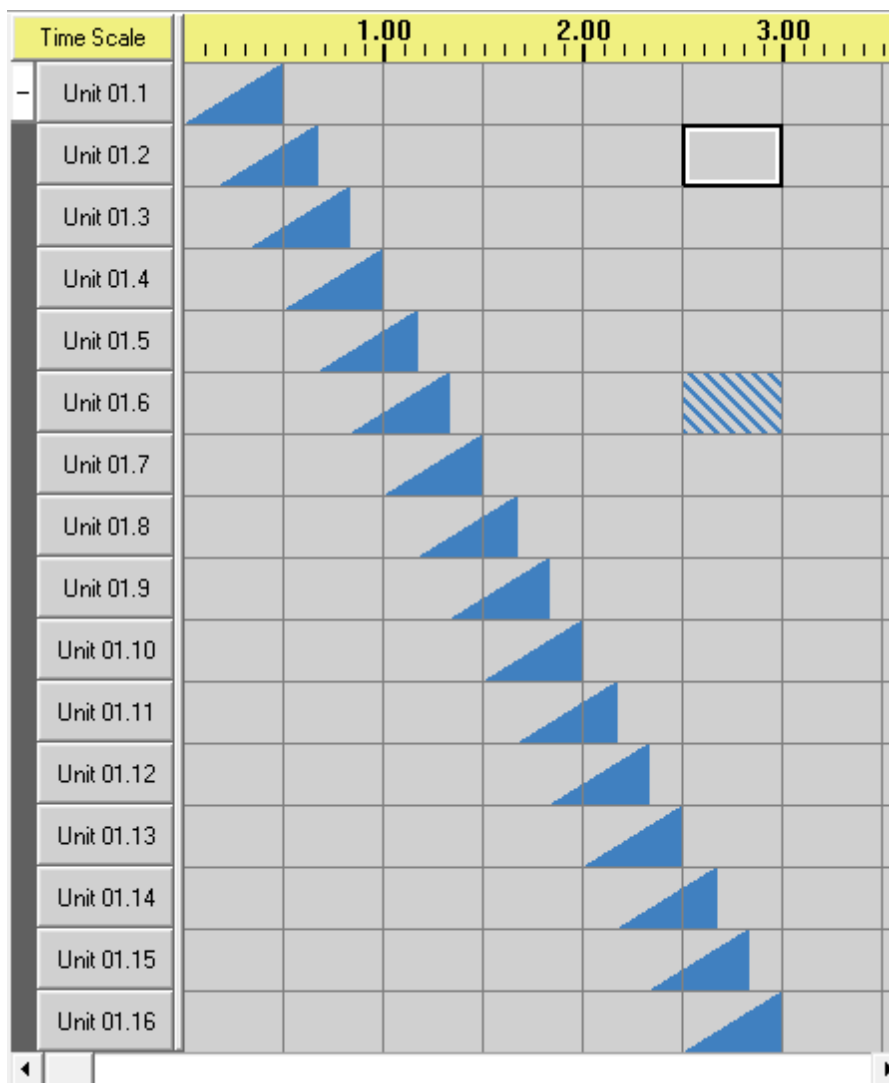 Time Scale 1.00 2.00 3.00
Unit 01.1
Unit 01.2
Unit 01.3
Unit 01.4
Unit 01.5
Unit 01.6
Unit 01.7
Unit 01.8
Unit 01.9
Unit 01.10
Unit 01.11
Unit 01.12
Unit 01.13
Unit 01.14
Unit 01.15
Unit 01.16